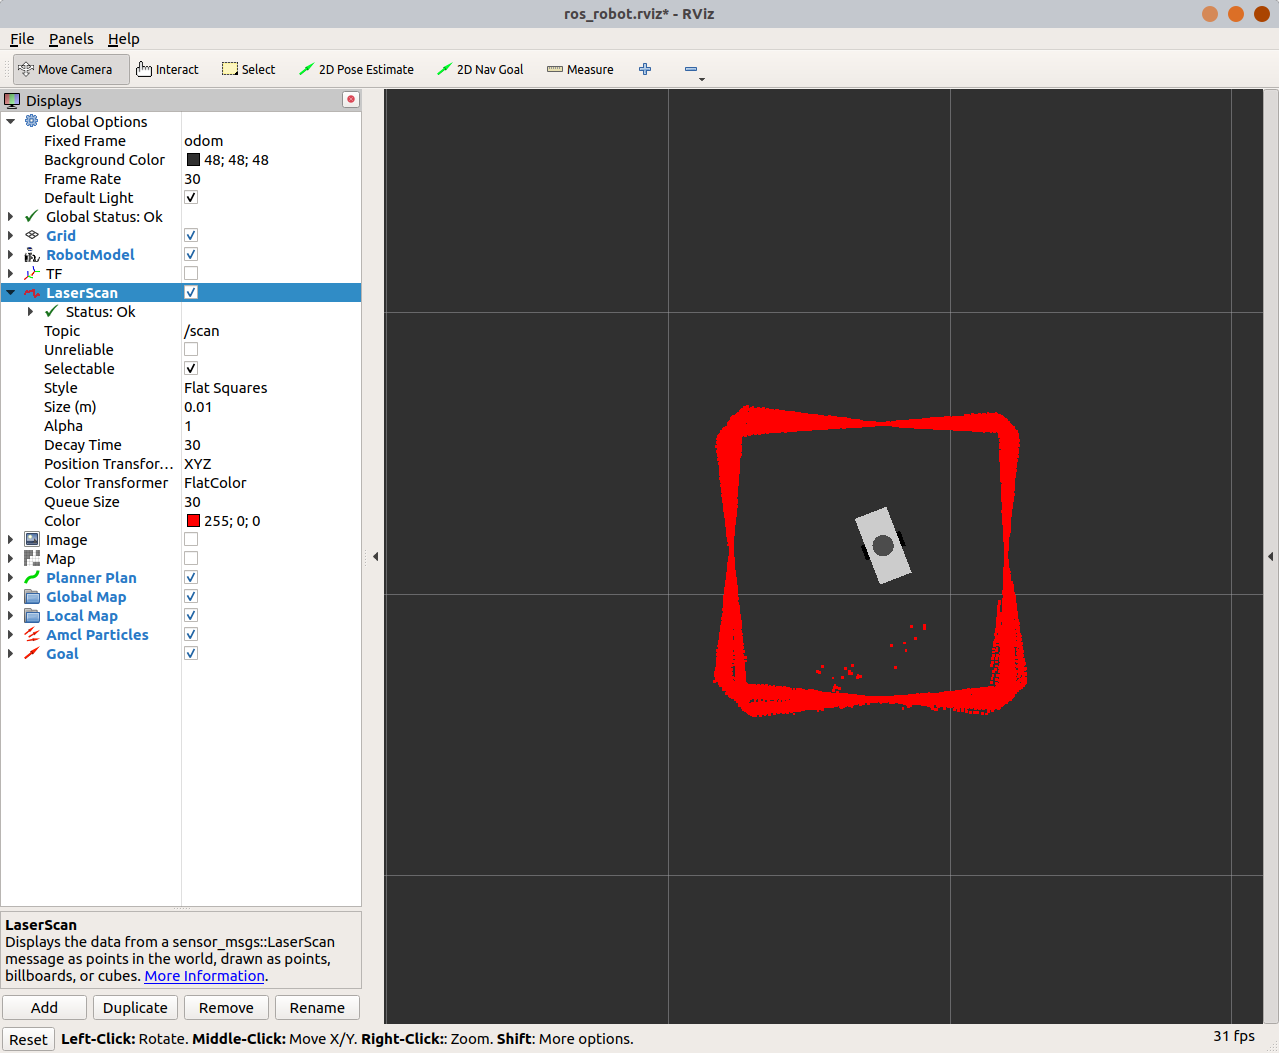 ros_robot.rviz* - RViz
File Panels Help
Move Camera Interact Select 2D Pose Estimate 2D Nav Goal Measure
Displays
Global Options
Fixed Frame odom
Background Color 48; 48; 48
Frame Rate 30
Default Light
Global Status: Ok
Grid
RobotModel
TF
LaserScan
Status: Ok
Topic /scan
Unreliable
Selectable
Style Flat Squares
Size (m) 0.01
Alpha 1
Decay Time 30
Position Transfor... XYZ
Color Transformer FlatColor
Queue Size 30
Color 255; 0; 0
Image
Map
Planner Plan
Global Map
Local Map
Amcl Particles
Goal
LaserScan
Displays the data from a sensor_msgs::LaserScan
message as points in the world, drawn as points,
billboards, or cubes. More Information.
Add Duplicate Remove Rename
Reset Left-Click: Rotate. Middle-Click: Move X/Y. Right-Click:: Zoom. Shift: More options. 31 fps